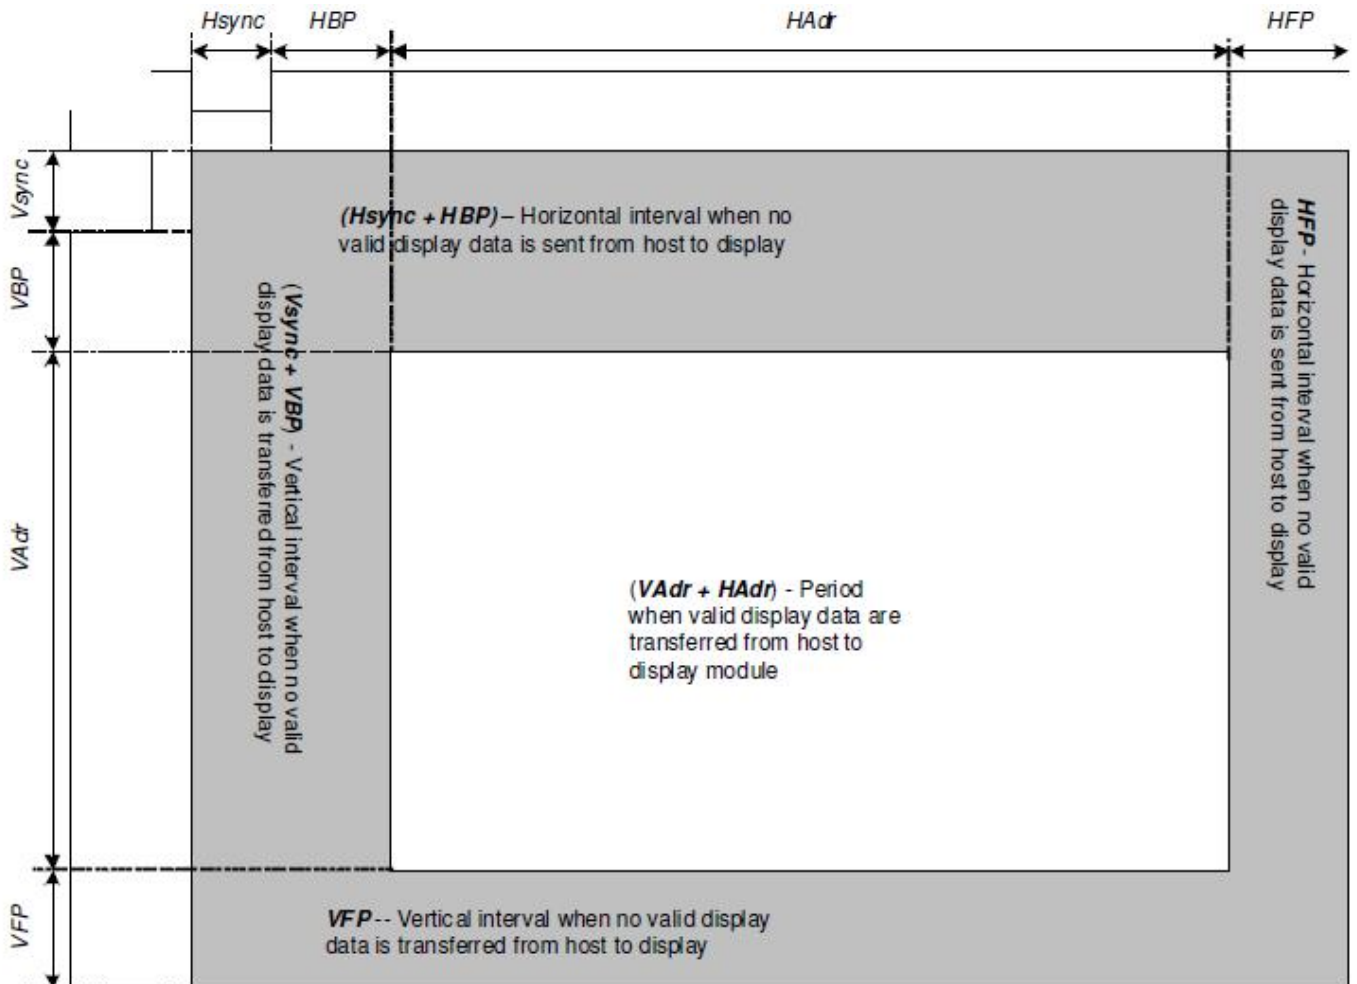 Hsync HBP HAdr HFP
Vsync
VBP
VAdr
VFP
(Hsync + HBP) – Horizontal interval when no
valid display data is sent from host to display
(Vsync + VBP) - Vertical interval when no valid
display data is transferred from host to display
HFP - Horizontal interval when no valid
display data is sent from host to display
(VAdr + HAdr) - Period
when valid display data are
transferred from host to
display module
VFP -- Vertical interval when no valid display
data is transferred from host to display